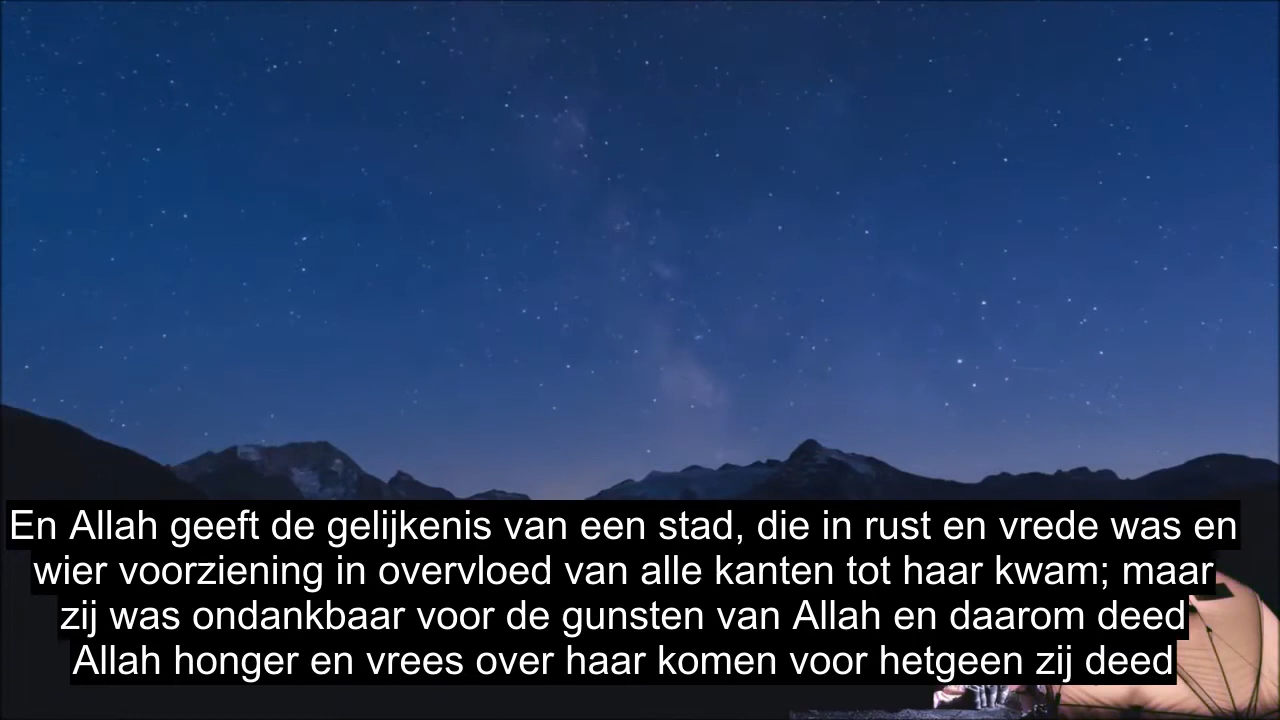 En Allah geeft de gelijkenis van een stad, die in rust en vrede was en
wier voorziening in overvloed van alle kanten tot haar kwam; maar
zij was ondankbaar voor de gunsten van Allah en daarom deed
Allah honger en vrees over haar komen voor hetgeen zij deed